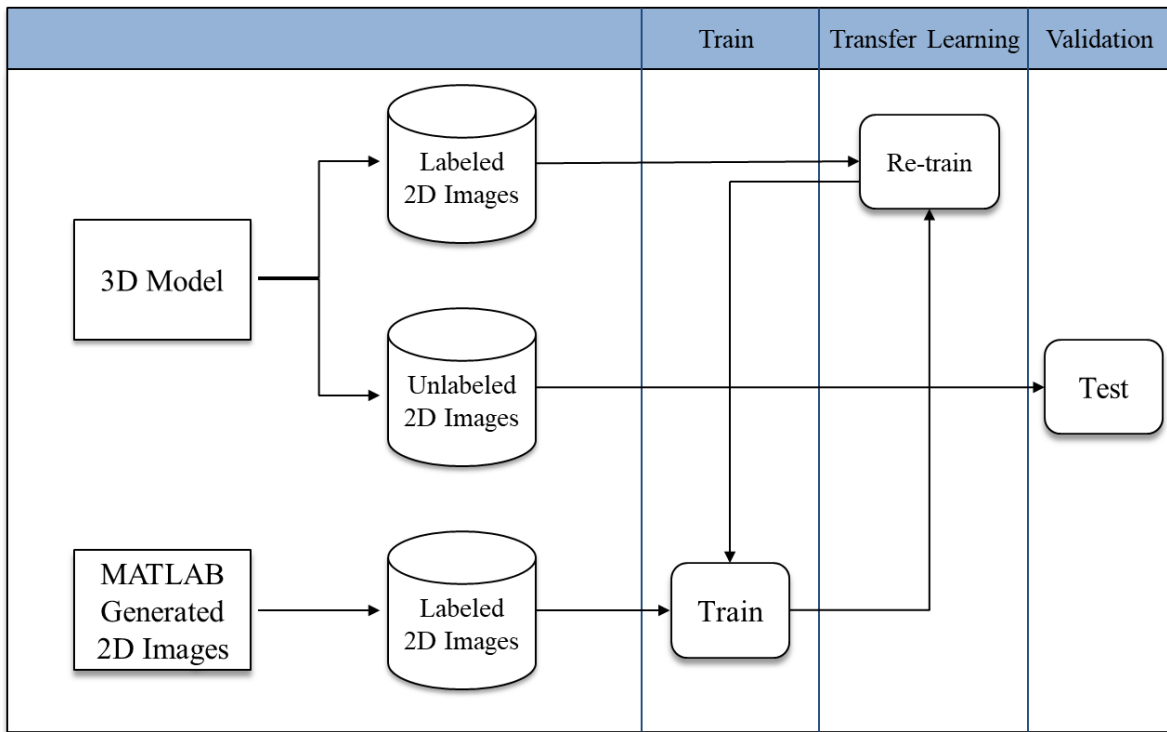 Train
Transfer Learning
Validation
Labeled
2D Images
Re-train
3D Model
Unlabeled
2D Images
Test
MATLAB
Generated
2D Images
Labeled
2D Images
Train